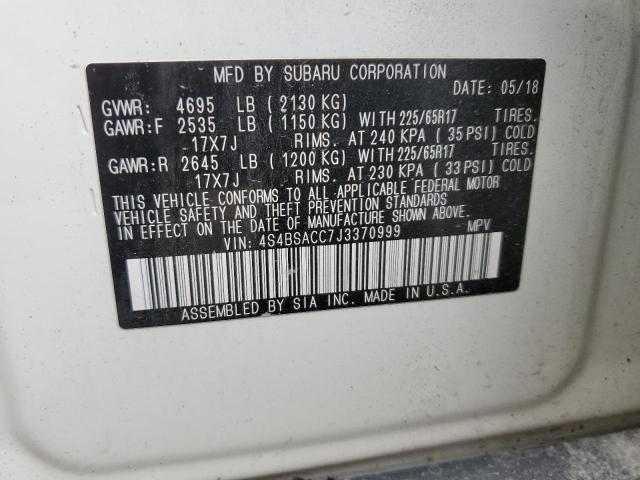 MFD BY SUBARU CORPORATION DATE: 05/18
GVWR: 4695 LB (2130 KG)
GAWR:F 2535 LB (1150 KG) WITH 225/65R17 TIRES.
17X7J RIMS. AT 240 KPA (35 PSI) COLD
GAWR:R 2645 LB (1200 KG) WITH 225/65R17 TIRES.
17X7J RIMS. AT 230 KPA (33 PSI) COLD
THIS VEHICLE CONFORMS TO ALL APPLICABLE FEDERAL MOTOR
VEHICLE SAFETY AND THEFT PREVENTION STANDARDS
IN EFFECT ON THE DATE OF MANUFACTURE SHOWN ABOVE.
VIN: 4S4BSACC7J3370999 MPV
ASSEMBLED BY SIA INC. MADE IN U.S.A.